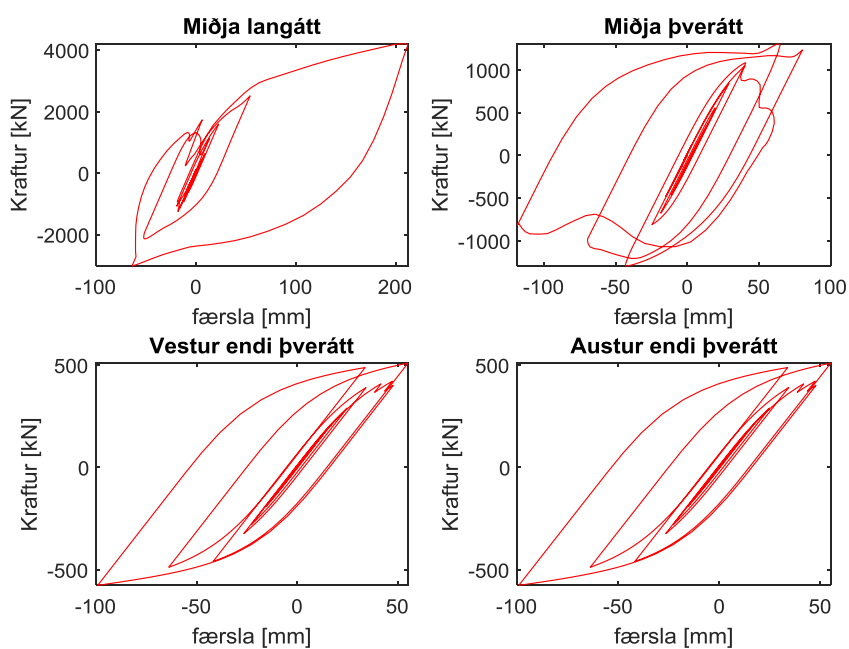 Miðja langátt
4000
2000
0
-2000
Kraftur [kN]
-100 0 100 200
færsla [mm]
Miðja þverátt
1000
500
0
-500
-1000
Kraftur [kN]
-100 -50 0 50 100
færsla [mm]
Vestur endi þverátt
500
0
-500
Kraftur [kN]
-100 -50 0 50
færsla [mm]
Austur endi þverátt
500
0
-500
Kraftur [kN]
-100 -50 0 50
færsla [mm]